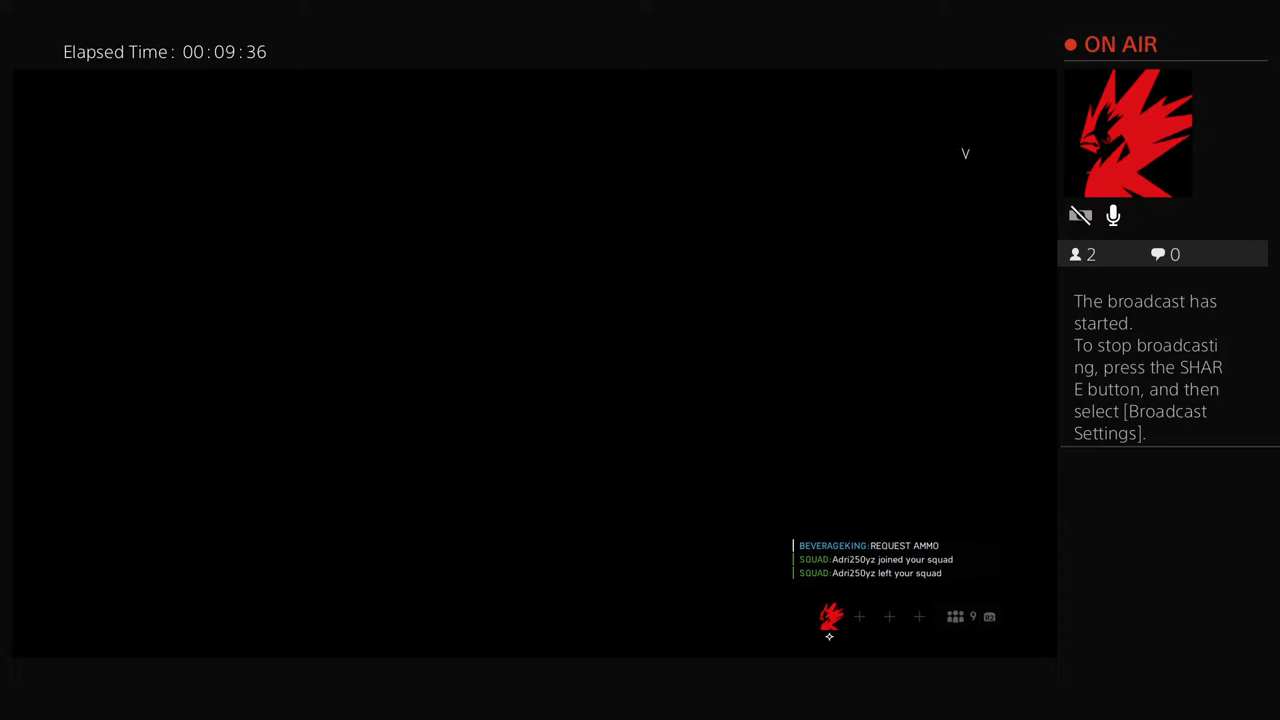 Elapsed Time: 00:09:36
ON AIR
V
2 0
The broadcast has
started.
To stop broadcasti
ng, press the SHAR
E button, and then
select [Broadcast
Settings].
BEVERAGEKING:REQUEST AMMO
SQUAD:Adri250yz joined your squad
SQUAD:Adri250yz left your squad
9 R2